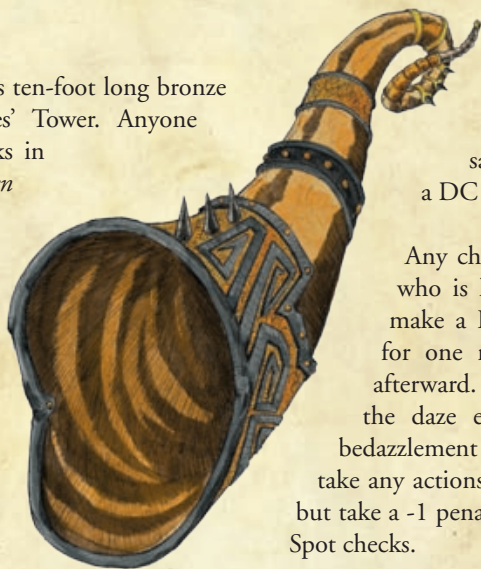 s ten-foot long bronze
es' Tower. Anyone
ks in
n
sa
a DC
Any ch
who is
make a
for one
afterward.
the daze e
bedazzlement
take any actions
but take a -1 pena
Spot checks.